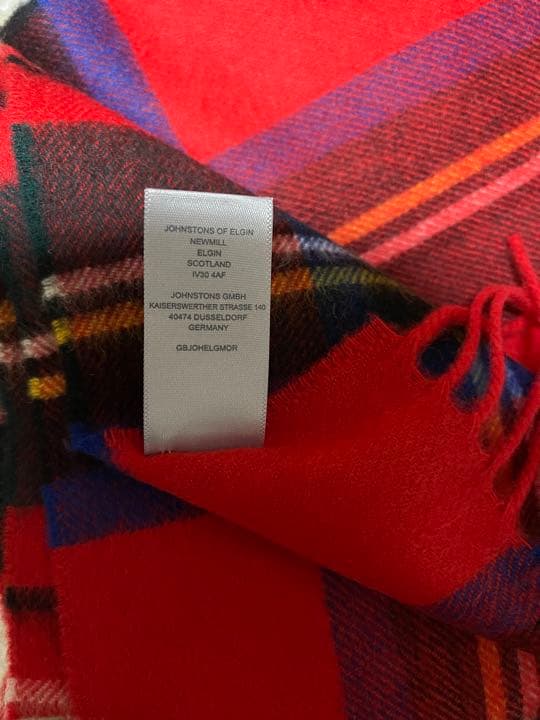 JOHNSTONS OF ELGIN
NEWMILL
ELGIN
SCOTLAND
IV30 4AF
JOHNSTONS GMBH
KAISERSWERTHER STRASSE 140
40474 DUSSELDORF
GERMANY
GBJOHELGMOR